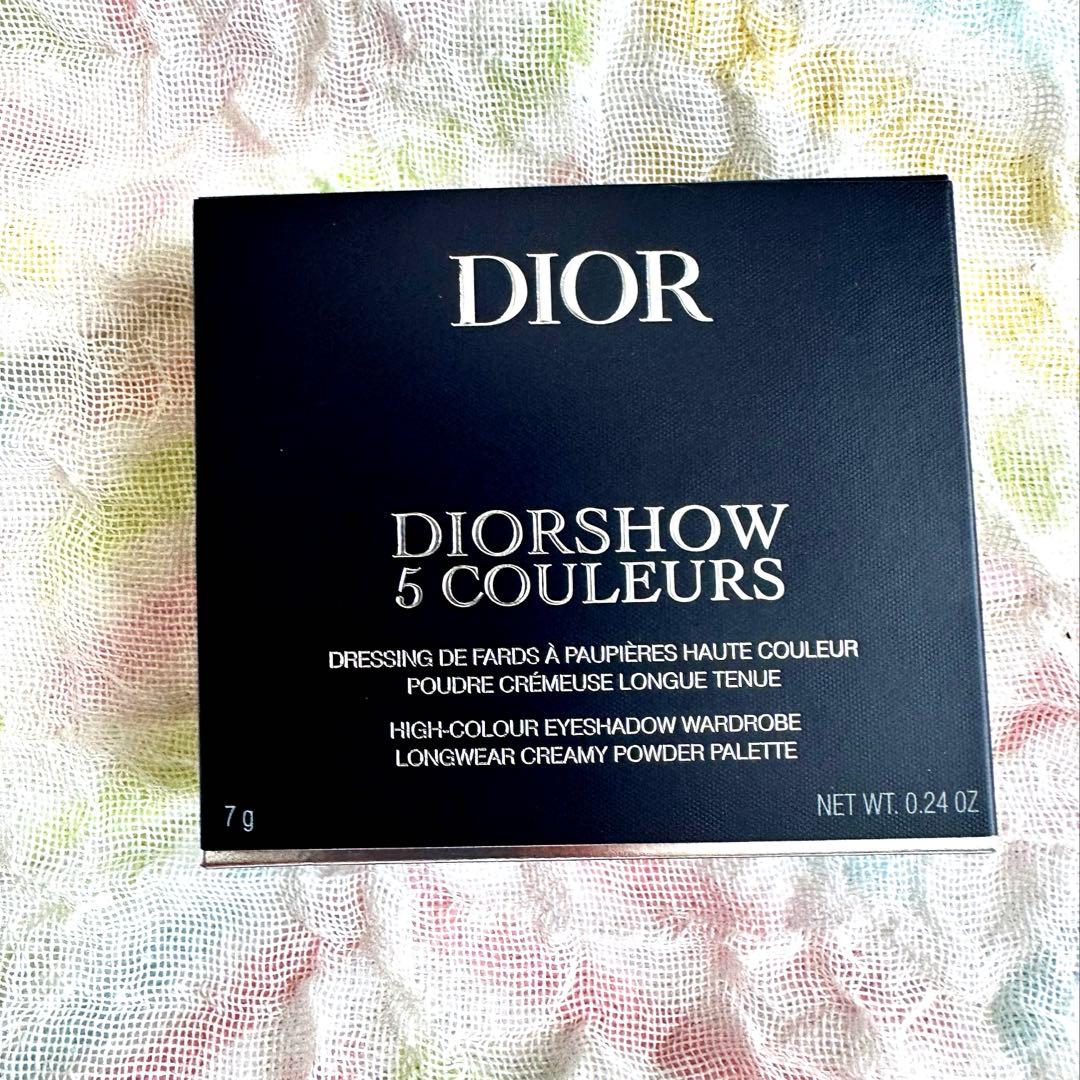 DIOR
DIORSHOW
5 COULEURS
DRESSING DE FARDS À PAUPIÈRES HAUTE COULEUR
POUDRE CRÉMEUSE LONGUE TENUE
HIGH-COLOUR EYESHADOW WARDROBE
LONGWEAR CREAMY POWDER PALETTE
7 g
NET WT. 0.24 OZ